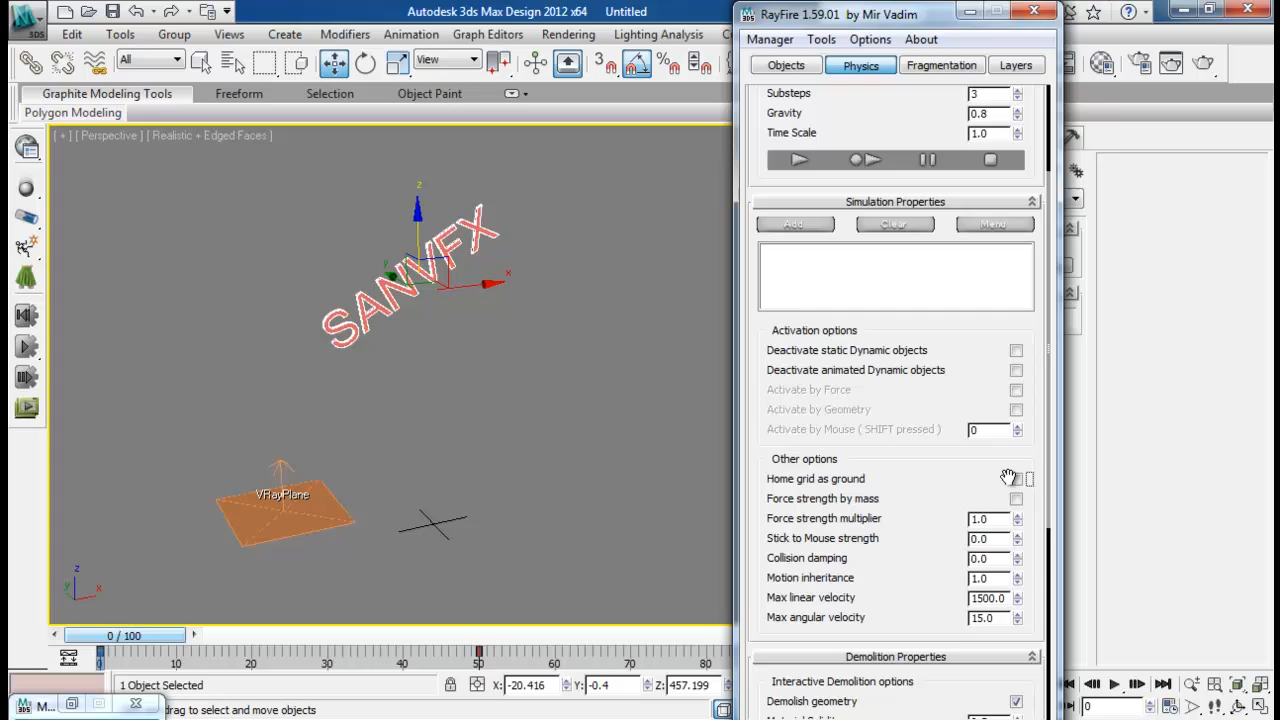 Autodesk 3ds Max Design 2012 x64 Untitled
RayFire 1.59.01 by Mir Vadim
3DS
Edit Tools Group Views Create Modifiers Animation Graph Editors Rendering Lighting Analysis
Manager Tools Options About
All
View
3
Objects Physics Fragmentation Layers
Graphite Modeling Tools Freeform Selection Object Paint
Polygon Modeling
Substeps 3
Gravity 0.8
Time Scale 1.0
[ + ] [ Perspective ] [ Realistic + Edged Faces ]
Simulation Properties
Add Clear Menu
z
y
x
SANVFX
Activation options
Deactivate static Dynamic objects
Deactivate animated Dynamic objects
Activate by Force
Activate by Geometry
Activate by Mouse ( SHIFT pressed ) 0
Other options
Home grid as ground
Force strength by mass
Force strength multiplier 1.0
Stick to Mouse strength 0.0
Collision damping 0.0
Motion inheritance 1.0
Max linear velocity 1500.0
Max angular velocity 15.0
VRayPlane
z
y
x
Demolition Properties
Interactive Demolition options
Demolish geometry
0 / 100
0 10 20 30 40 50 60 70 80
1 Object Selected X: -20.416 Y: -0.4 Z: 457.199
M...
drag to select and move objects
0